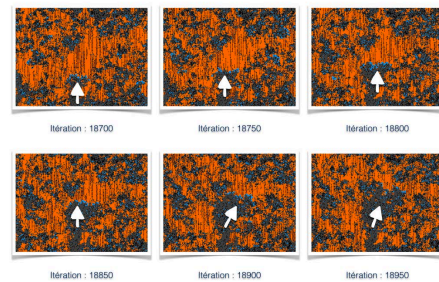 Itération : 18700
Itération : 18750
Itération : 18800
Itération : 18850
Itération : 18900
Itération : 18950